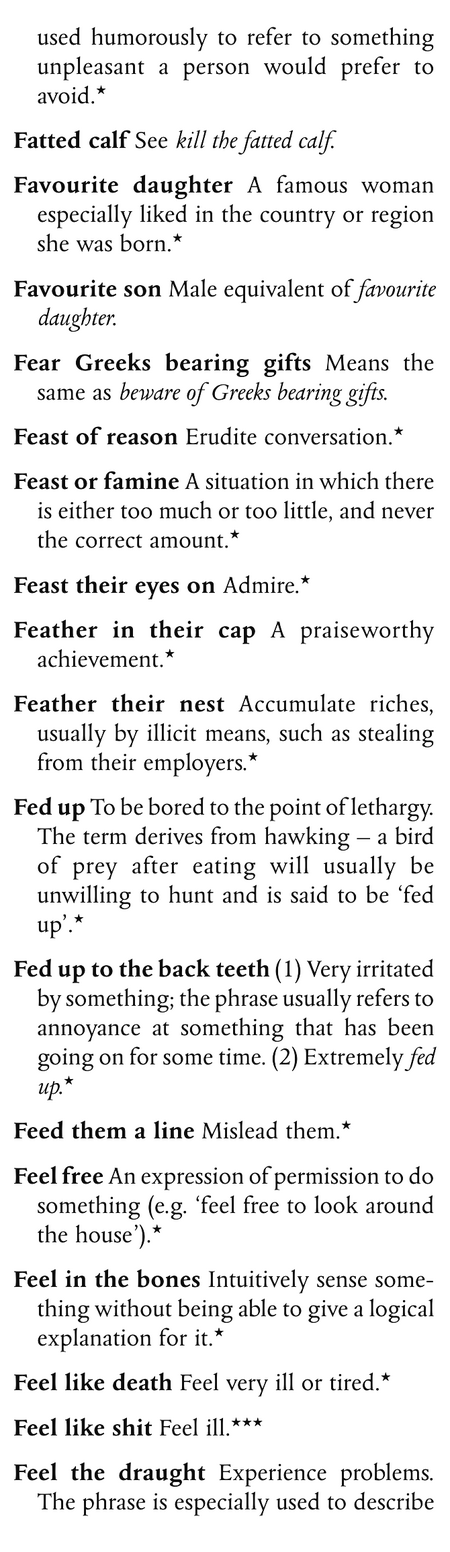 used humorously to refer to something
unpleasant a person would prefer to
avoid.★
Fatted calf See kill the fatted calf.
Favourite daughter A famous woman
especially liked in the country or region
she was born.★
Favourite son Male equivalent of favourite
daughter.
Fear Greeks bearing gifts Means the
same as beware of Greeks bearing gifts.
Feast of reason Erudite conversation.★
Feast or famine A situation in which there
is either too much or too little, and never
the correct amount.★
Feast their eyes on Admire.★
Feather in their cap A praiseworthy
achievement.★
Feather their nest Accumulate riches,
usually by illicit means, such as stealing
from their employers.★
Fed up To be bored to the point of lethargy.
The term derives from hawking – a bird
of prey after eating will usually be
unwilling to hunt and is said to be ‘fed
up’.★
Fed up to the back teeth (1) Very irritated
by something; the phrase usually refers to
annoyance at something that has been
going on for some time. (2) Extremely fed
up.★
Feed them a line Mislead them.★
Feel free An expression of permission to do
something (e.g. ‘feel free to look around
the house’).★
Feel in the bones Intuitively sense some-
thing without being able to give a logical
explanation for it.★
Feel like death Feel very ill or tired.★
Feel like shit Feel ill.★★★
Feel the draught Experience problems.
The phrase is especially used to describe